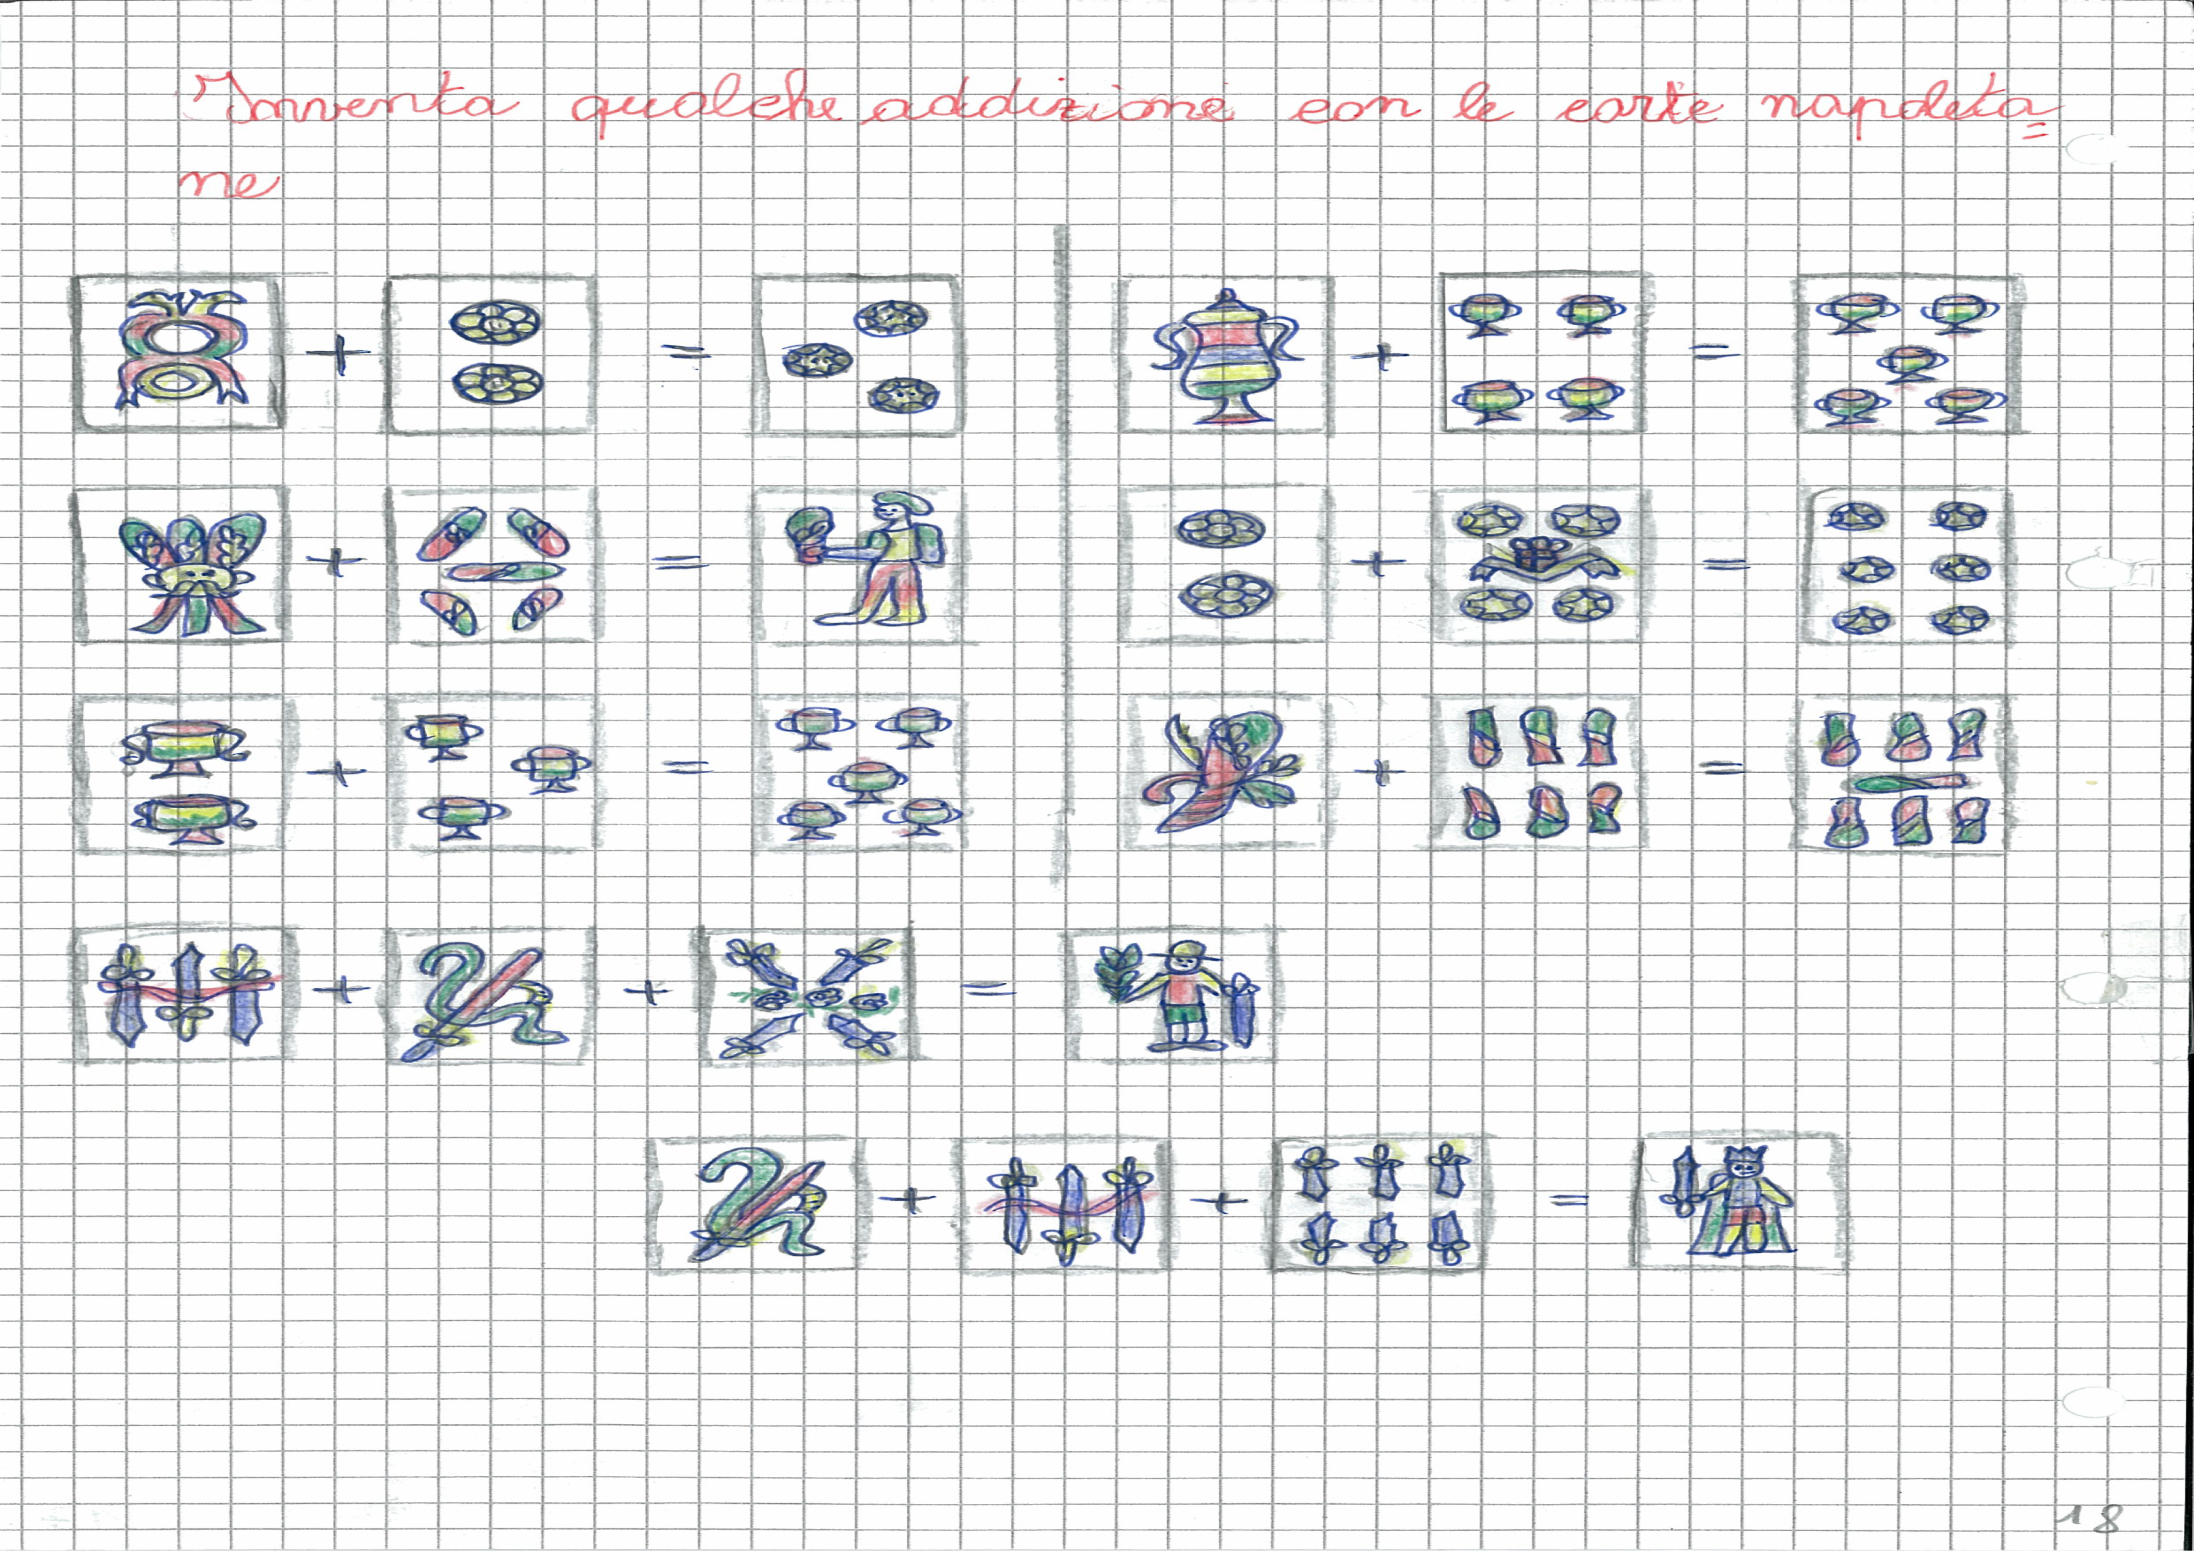 Inventa qualche addizione con le carte napoleta=
ne
+ = + =
+ = + =
+ = + =
+ + =
+ + =
18